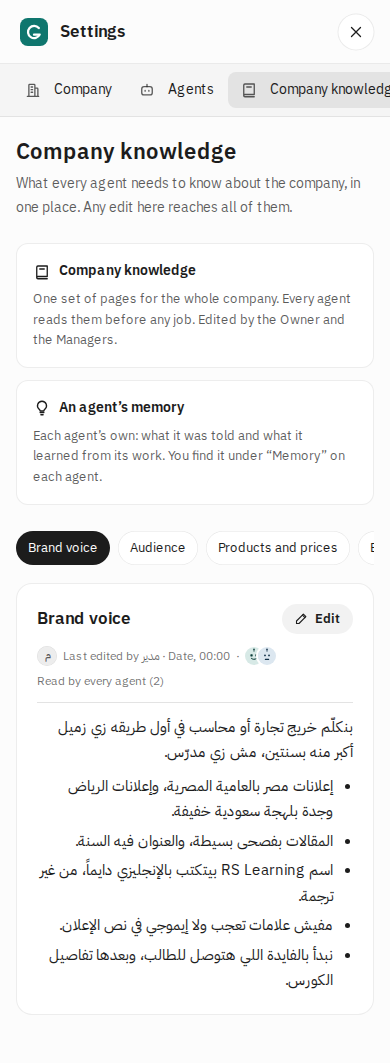 Settings
Company
Agents
Company knowledg
Company knowledge
What every agent needs to know about the company, in
one place. Any edit here reaches all of them.
Company knowledge
One set of pages for the whole company. Every agent
reads them before any job. Edited by the Owner and
the Managers.
An agent’s memory
Each agent’s own: what it was told and what it
learned from its work. You find it under “Memory” on
each agent.
Brand voice
Audience
Products and prices
Brand voice
Edit
م
Last edited by مدير · Date, 00:00 ·
Read by every agent (2)
بنكلّم خريج تجارة أو محاسب في أول طريقه زي زميل
أكبر منه بسنتين، مش زي مدرّس.
• إعلانات مصر بالعامية المصرية، وإعلانات الرياض
وجدة بلهجة سعودية خفيفة.
• المقالات بفصحى بسيطة، والعنوان فيه السنة.
• اسم RS Learning بيتكتب بالإنجليزي دايماً، من غير
ترجمة.
• مفيش علامات تعجب ولا إيموجي في نص الإعلان.
• نبدأ بالفايدة اللي هتوصل للطالب، وبعدها تفاصيل
الكورس.